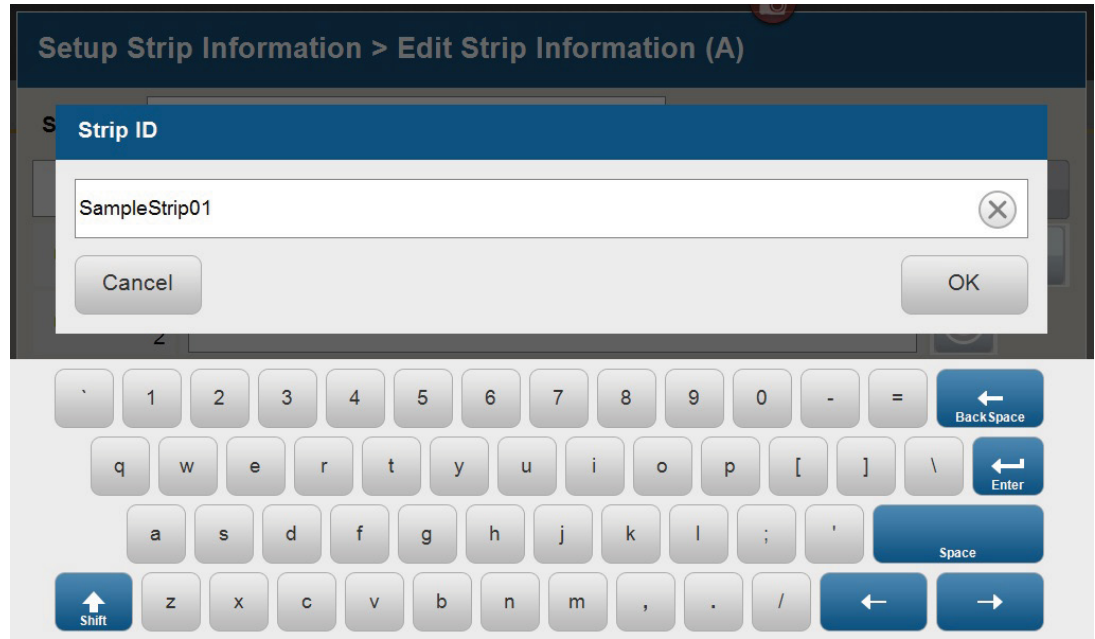 Setup Strip Information > Edit Strip Information (A)
S
Strip ID
SampleStrip01
Cancel OK
2
` 1 2 3 4 5 6 7 8 9 0 - = BackSpace
q w e r t y u i o p [ ] \ Enter
a s d f g h j k l ; ' Space
Shift z x c v b n m , . /